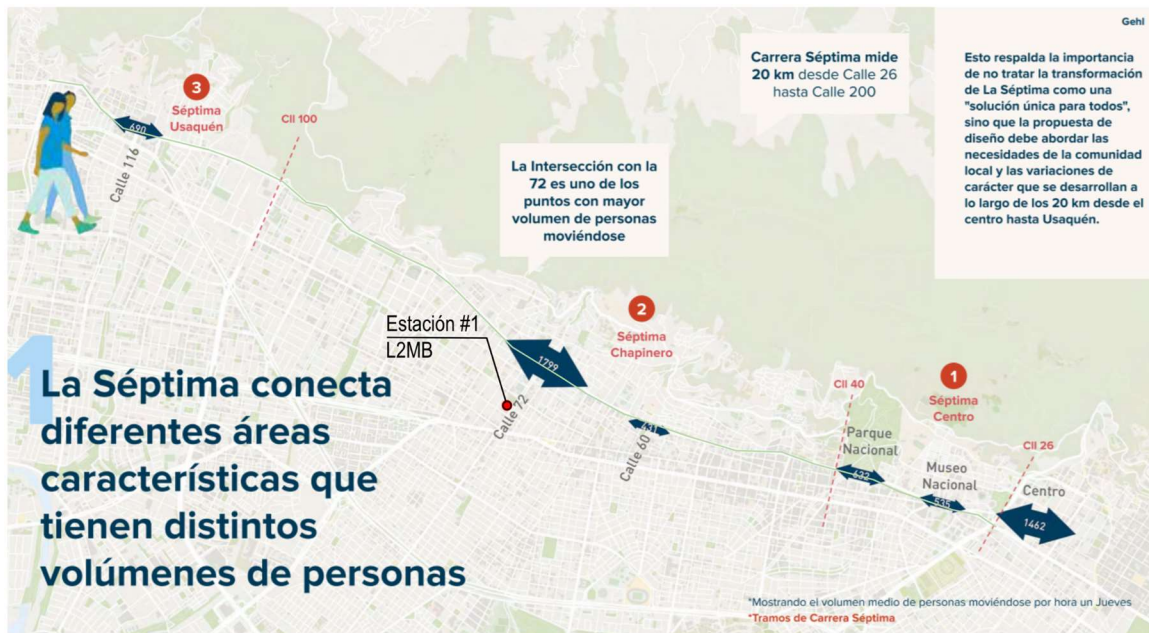 Gehl
Carrera Séptima mide
20 km desde Calle 26
hasta Calle 200
Esto respalda la importancia
de no tratar la transformación
de La Séptima como una
"solución única para todos",
sino que la propuesta de
diseño debe abordar las
necesidades de la comunidad
local y las variaciones de
carácter que se desarrollan a
lo largo de los 20 km desde el
centro hasta Usaquén.
3
Séptima
Usaquén
Cll 100
690
Calle 116
La Intersección con la
72 es uno de los
puntos con mayor
volumen de personas
moviéndose
2
Séptima
Chapinero
Estación #1
L2MB
1799
Calle 72
431
Calle 60
Cll 40
1
Séptima
Centro
Parque
Nacional
632
Museo
Nacional
535
Cll 26
Centro
1462
1
La Séptima conecta
diferentes áreas
características que
tienen distintos
volúmenes de personas
*Mostrando el volumen medio de personas moviéndose por hora un Jueves
*Tramos de Carrera Séptima